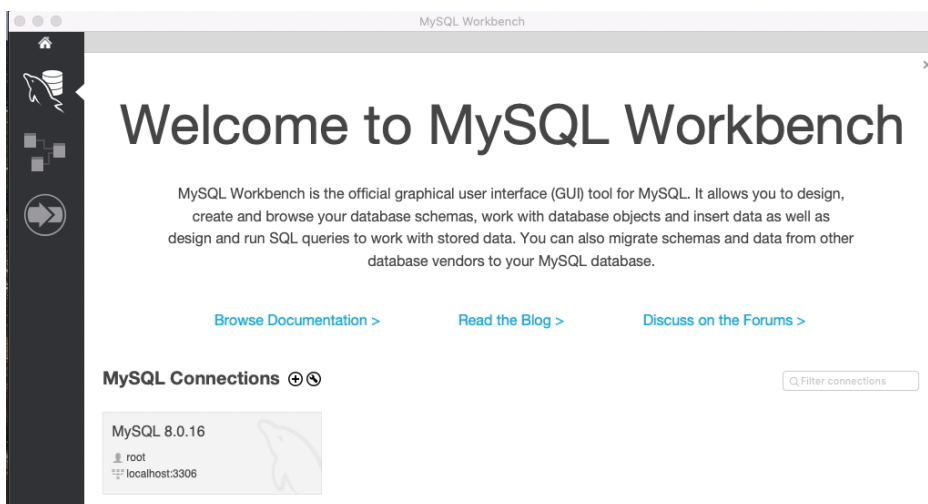 MySQL Workbench
Welcome to MySQL Workbench
MySQL Workbench is the official graphical user interface (GUI) tool for MySQL. It allows you to design,
create and browse your database schemas, work with database objects and insert data as well as
design and run SQL queries to work with stored data. You can also migrate schemas and data from other
database vendors to your MySQL database.
Browse Documentation >
Read the Blog >
Discuss on the Forums >
MySQL Connections
Filter connections
MySQL 8.0.16
root
localhost:3306